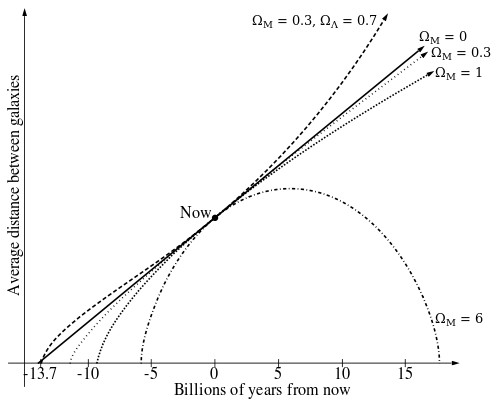 Ω_M = 0.3, Ω_Λ = 0.7
Ω_M = 0
Ω_M = 0.3
Ω_M = 1
Average distance between galaxies
Now
Ω_M = 6
-13.7 -10 -5 0 5 10 15
Billions of years from now